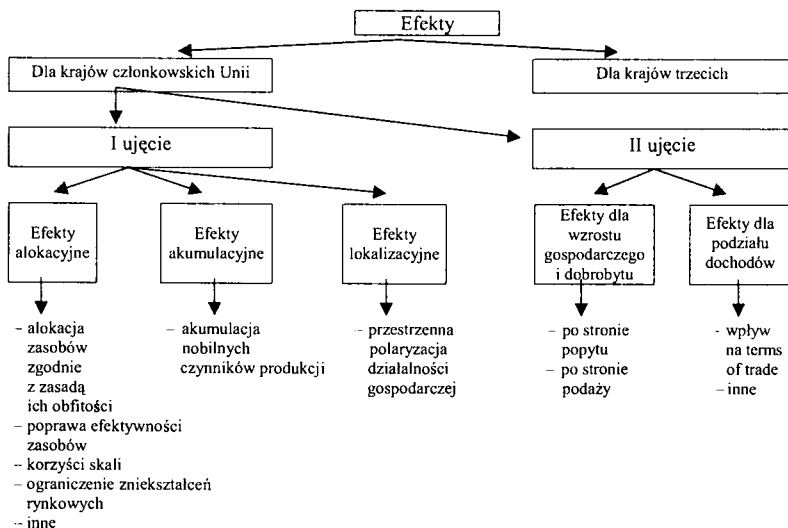 Efekty
Dla krajów członkowskich Unii
Dla krajów trzecich
I ujęcie
II ujęcie
Efekty
alokacyjne
Efekty
akumulacyjne
Efekty
lokalizacyjne
Efekty dla
wzrostu
gospodarczego
i dobrobytu
Efekty dla
podziału
dochodów
– alokacja
zasobów
zgodnie
z zasadą
ich obfitości
– poprawa efektywności
zasobów
– korzyści skali
– ograniczenie zniekształceń
rynkowych
– inne
– akumulacja
nobilnych
czynników produkcji
– przestrzenna
polaryzacja
działalności
gospodarczej
– po stronie
popytu
– po stronie
podaży
– wpływ
na terms
of trade
– inne